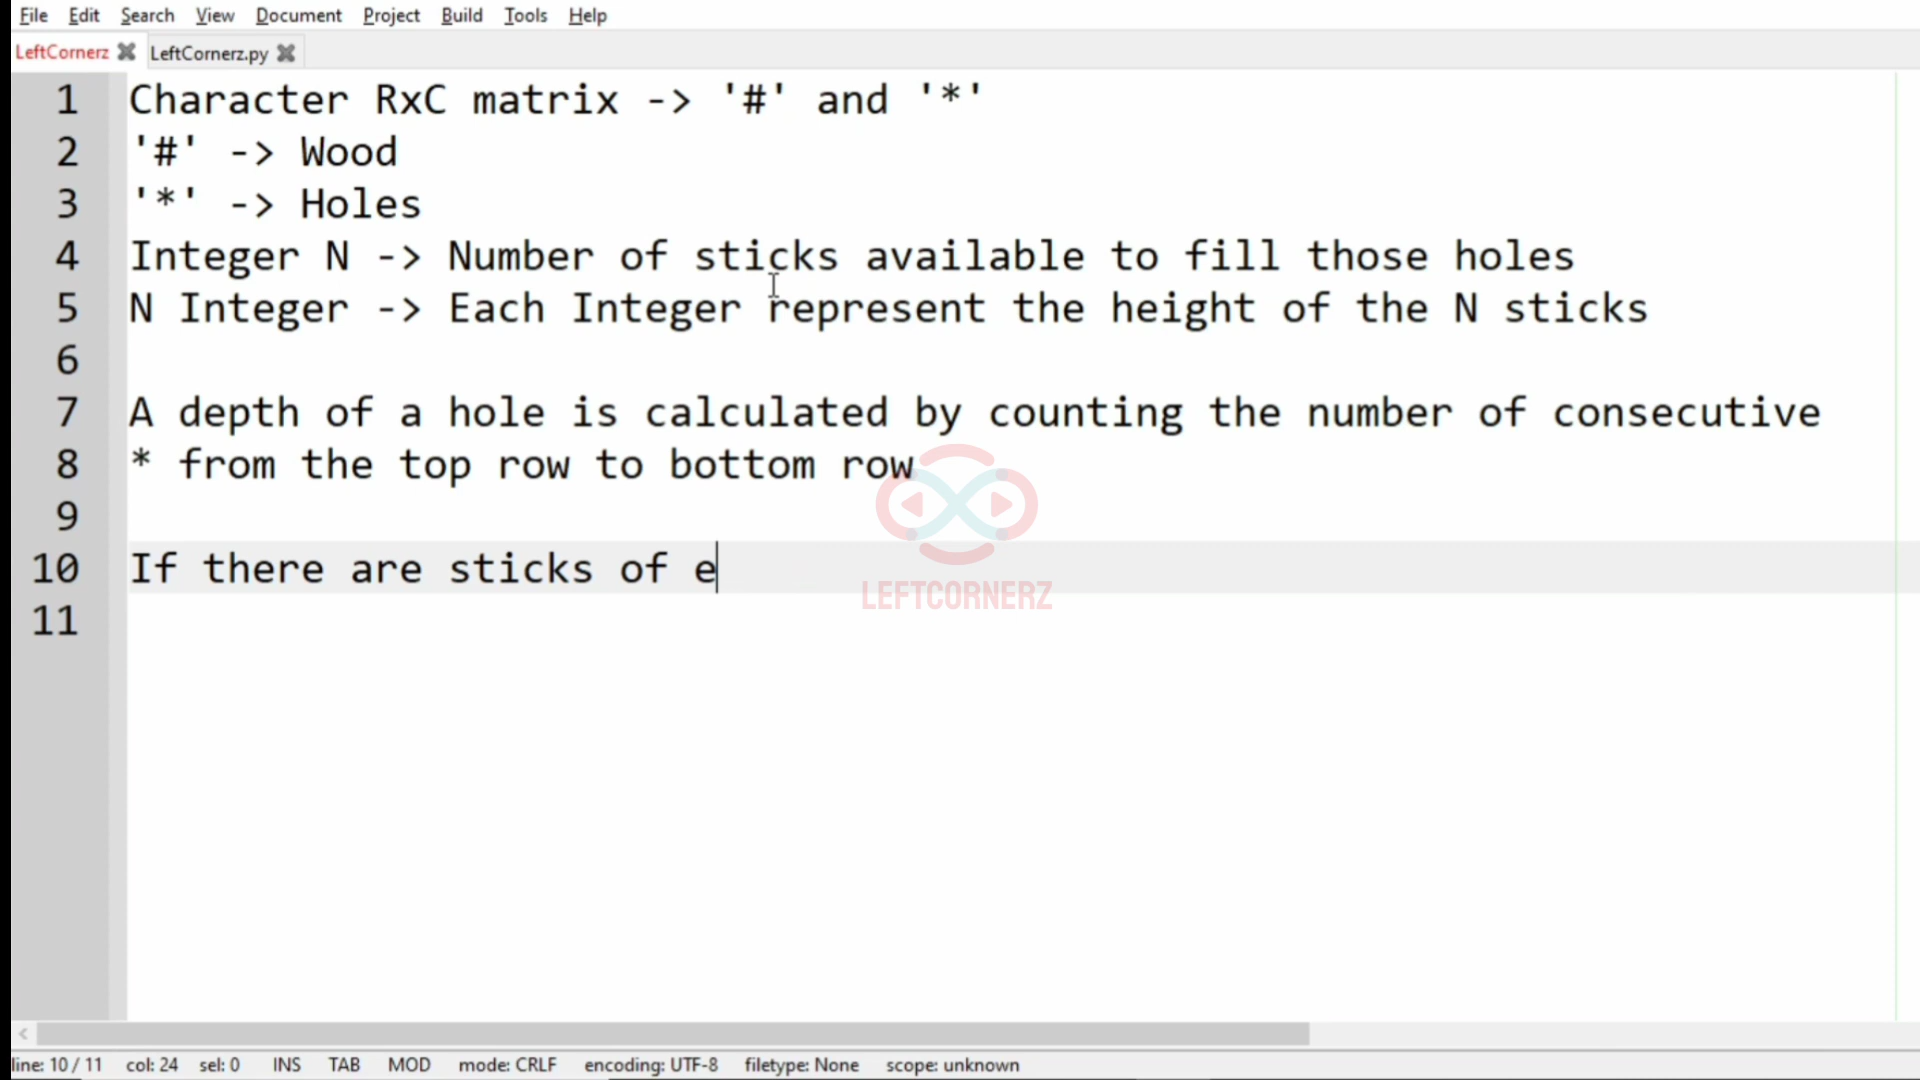 File Edit Search View Document Project Build Tools Help
LeftCornerz LeftCornerz.py
1 Character RxC matrix -> '#' and '*'
2 '#' -> Wood
3 '*' -> Holes
4 Integer N -> Number of sticks available to fill those holes
5 N Integer -> Each Integer represent the height of the N sticks
6
7 A depth of a hole is calculated by counting the number of consecutive
8 * from the top row to bottom row
9
10 If there are sticks of e
LEFTCORNERZ
11
line: 10 / 11 col: 24 sel: 0 INS TAB MOD mode: CRLF encoding: UTF-8 filetype: None scope: unknown